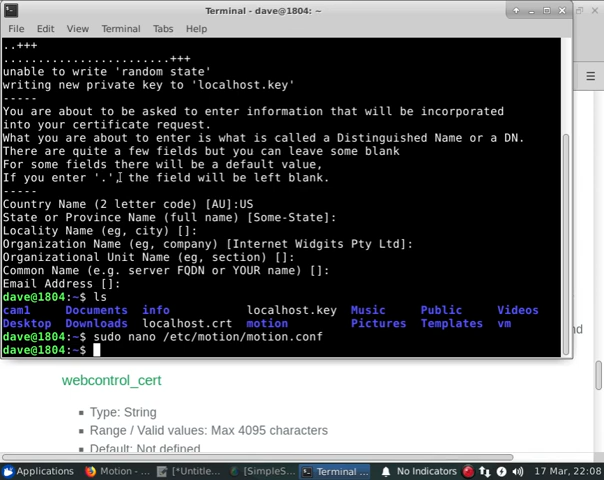 Terminal - dave@1804: ~
File Edit View Terminal Tabs Help
..+++
.......................+++
unable to write 'random state'
writing new private key to 'localhost.key'
-----
You are about to be asked to enter information that will be incorporated
into your certificate request.
What you are about to enter is what is called a Distinguished Name or a DN.
There are quite a few fields but you can leave some blank
For some fields there will be a default value,
If you enter '.', the field will be left blank.
-----
Country Name (2 letter code) [AU]:US
State or Province Name (full name) [Some-State]:
Locality Name (eg, city) []:
Organization Name (eg, company) [Internet Widgits Pty Ltd]:
Organizational Unit Name (eg, section) []:
Common Name (e.g. server FQDN or YOUR name) []:
Email Address []:
dave@1804:~$ ls
cam1 Documents info localhost.key Music Public Videos
Desktop Downloads localhost.crt motion Pictures Templates vm
dave@1804:~$ sudo nano /etc/motion/motion.conf
dave@1804:~$
nd
webcontrol_cert
Type: String
Range / Valid values: Max 4095 characters
Default: Not defined
Applications Motion - ... [*Untitle... [SimpleS... Terminal ... No Indicators 17 Mar, 22:08